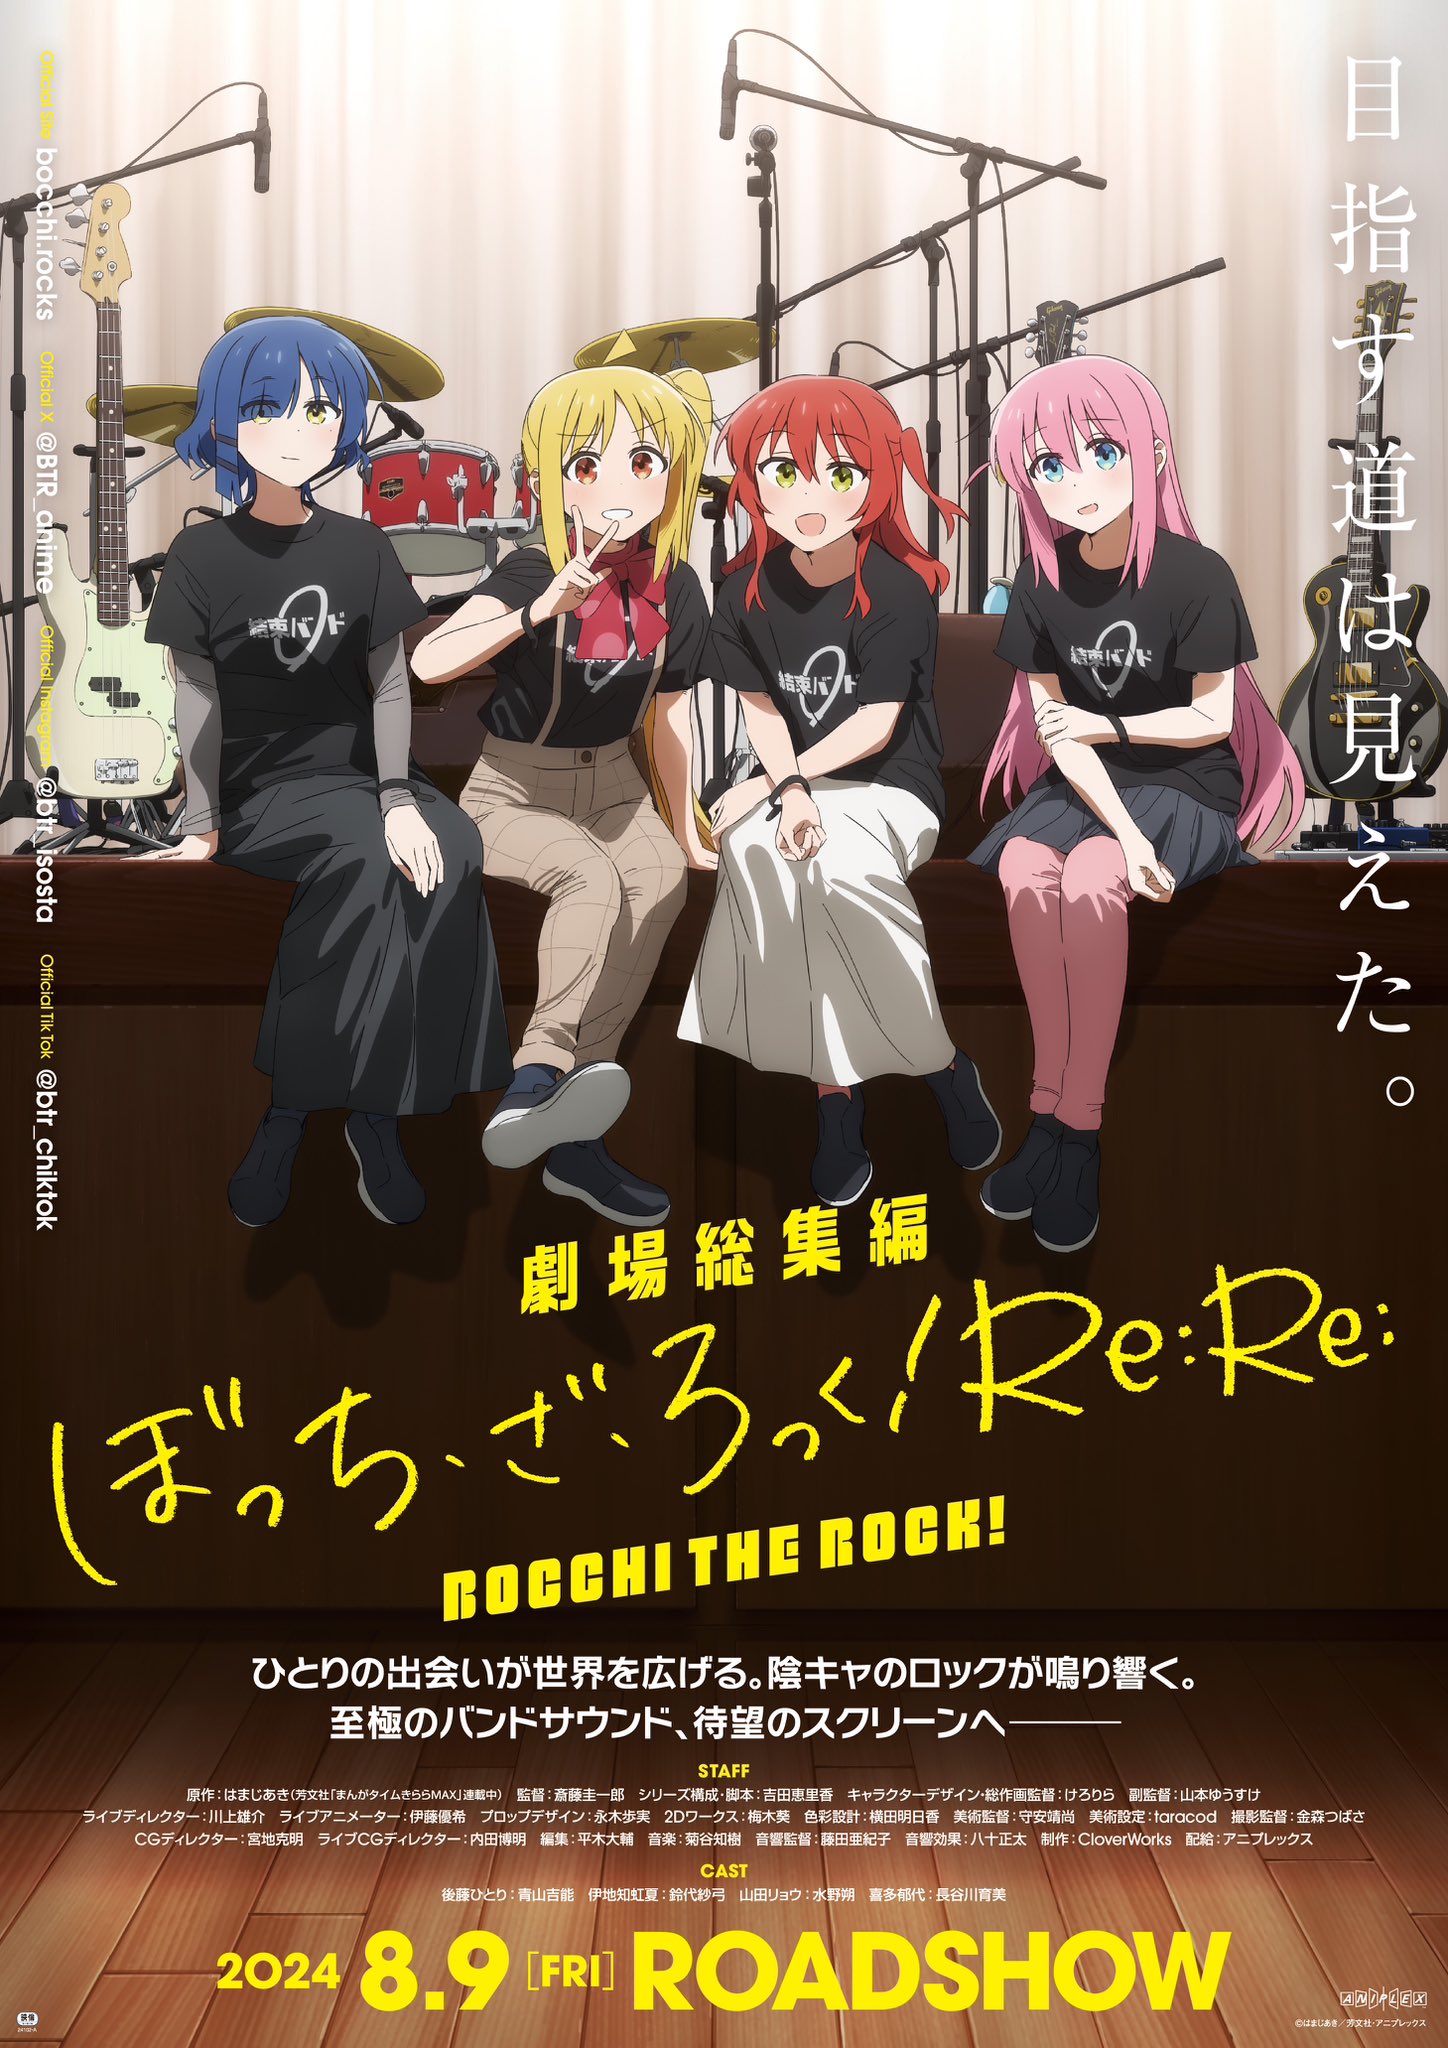 目指す道は見えた。
Official Site bocchi.rocks Official X @BTR_anime Official Instagram @btr_isosta Official TikTok @btr_chiktok
Gibson
Gibson
結束バンド
結束バンド
結束バンド
結束バンド
劇場総集編
ぼっち・ざ・ろっく！Re:Re:
BOCCHI THE ROCK!
ひとりの出会いが世界を広げる。陰キャのロックが鳴り響く。
至極のバンドサウンド、待望のスクリーンへ―――
STAFF
原作：はまじあき（芳文社「まんがタイムきららMAX」連載中） 監督：斎藤圭一郎 シリーズ構成・脚本：吉田恵里香 キャラクターデザイン・総作画監督：けろりら 副監督：山本ゆうすけ
ライブディレクター：川上雄介 ライブアニメーター：伊藤優希 プロップデザイン：永木歩実 2Dワークス：梅木葵 色彩設計：横田明日香 美術監督：守安靖尚 美術設定：taracod 撮影監督：金森つばさ
CGディレクター：宮地克明 ライブCGディレクター：内田博明 編集：平木大輔 音楽：菊谷知樹 音響監督：藤田亜紀子 音響効果：八十正太 制作：CloverWorks 配給：アニプレックス
CAST
後藤ひとり：青山吉能 伊地知虹夏：鈴代紗弓 山田リョウ：水野朔 喜多郁代：長谷川育美
2024 8.9 [FRI] ROADSHOW
映倫
24102-A
ANIPLEX
©はまじあき／芳文社・アニプレックス